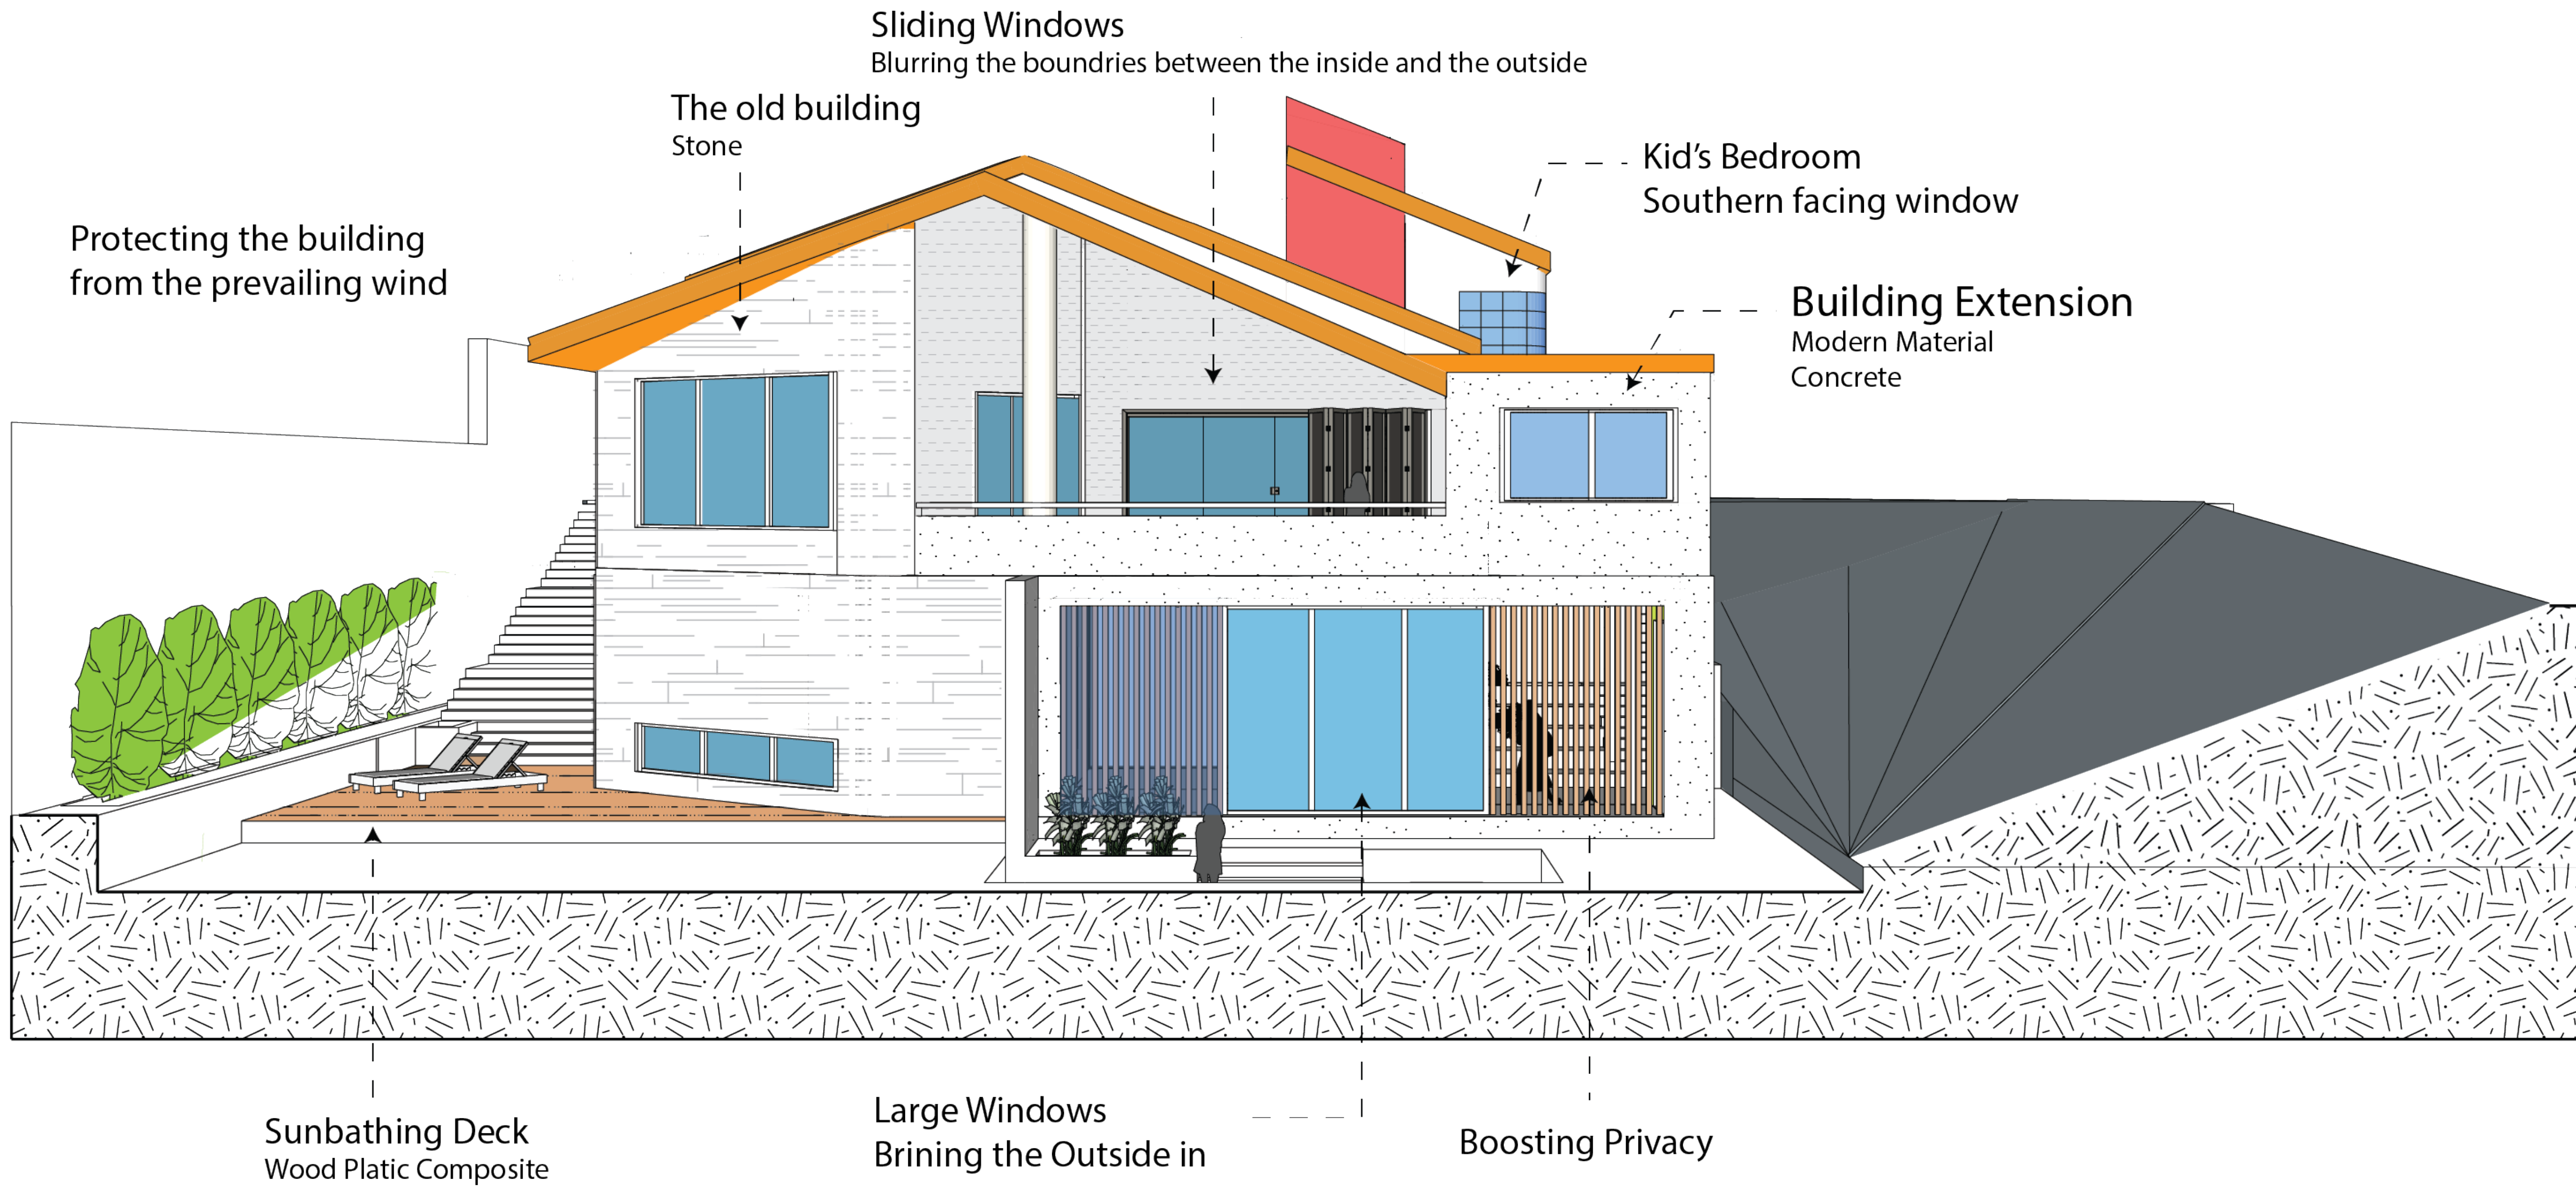 Sliding Windows
Blurring the boundries between the inside and the outside
The old building
Stone
Kid's Bedroom
Southern facing window
Protecting the building
from the prevailing wind
Building Extension
Modern Material
Concrete
Sunbathing Deck
Wood Platic Composite
Large Windows
Brining the Outside in
Boosting Privacy